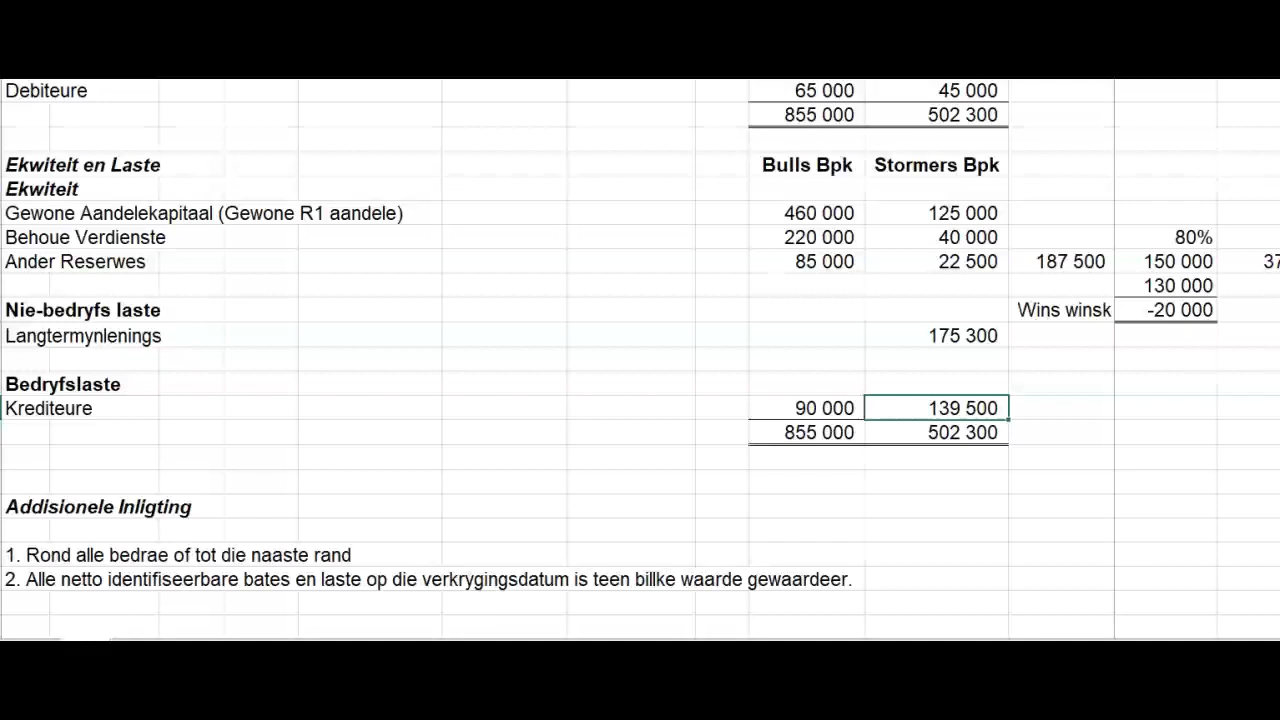 Debiteure 65 000 45 000
855 000 502 300
Ekwiteit en Laste Bulls Bpk Stormers Bpk
Ekwiteit
Gewone Aandelekapitaal (Gewone R1 aandele) 460 000 125 000
Behoue Verdienste 220 000 40 000 80%
Ander Reserwes 85 000 22 500 187 500 150 000 37
130 000
Nie-bedryfs laste Wins winsk -20 000
Langtermynlenings 175 300
Bedryfslaste
Krediteure 90 000 139 500
855 000 502 300
Addisionele Inligting
1. Rond alle bedrae of tot die naaste rand
2. Alle netto identifiseerbare bates en laste op die verkrygingsdatum is teen billke waarde gewaardeer.